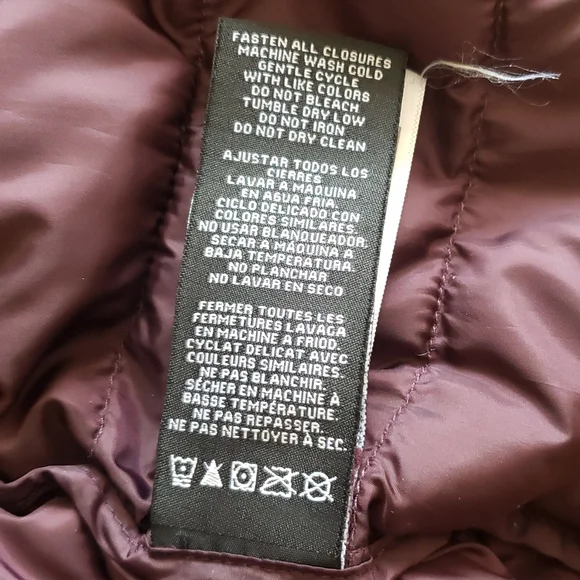 FASTEN ALL CLOSURES
MACHINE WASH COLD
GENTLE CYCLE
WITH LIKE COLORS
DO NOT BLEACH
TUMBLE DRY LOW
DO NOT IRON
DO NOT DRY CLEAN
AJUSTAR TODOS LOS
CIERRES
LAVAR A MAQUINA
EN AGUA FRIA
CICLO DELICADO CON
COLORES SIMILARES.
NO USAR BLANQUEADOR.
SECAR A MÁQUINA A
BAJA TEMPERATURA.
NO PLANCHAR
NO LAVAR EN SECO
FERMER TOUTES LES
FERMETURES LAVAGA
EN MACHINE A FRIOD.
CYCLAT DELICAT AVEC
COULEURS SIMILAIRES.
NE PAS BLANCHIR.
SÉCHER EN MACHINE À
BASSE TEMPÉRATURE.
NE PAS REPASSER.
NE PAS NETTOYER À SEC.